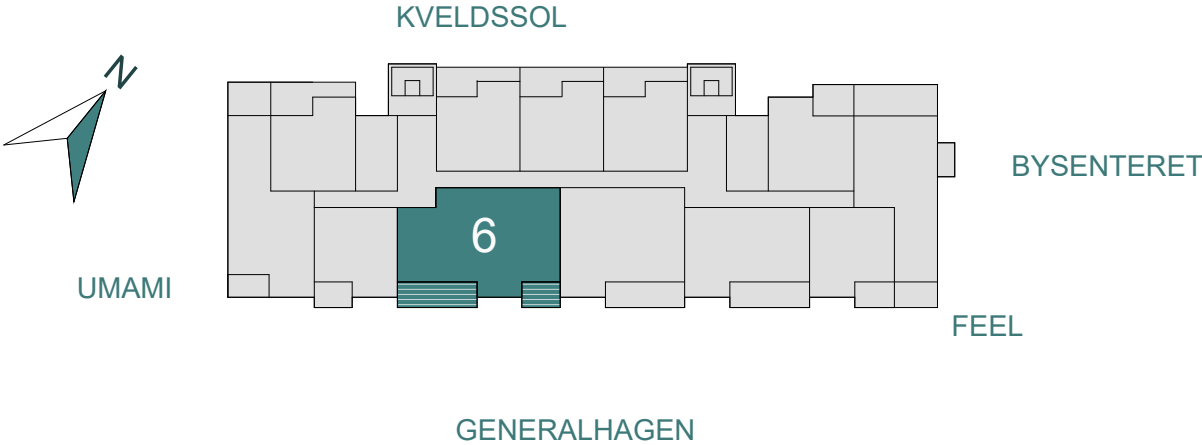 KVELDSSOL
N
BYSENTERET
6
UMAMI
FEEL
GENERALHAGEN